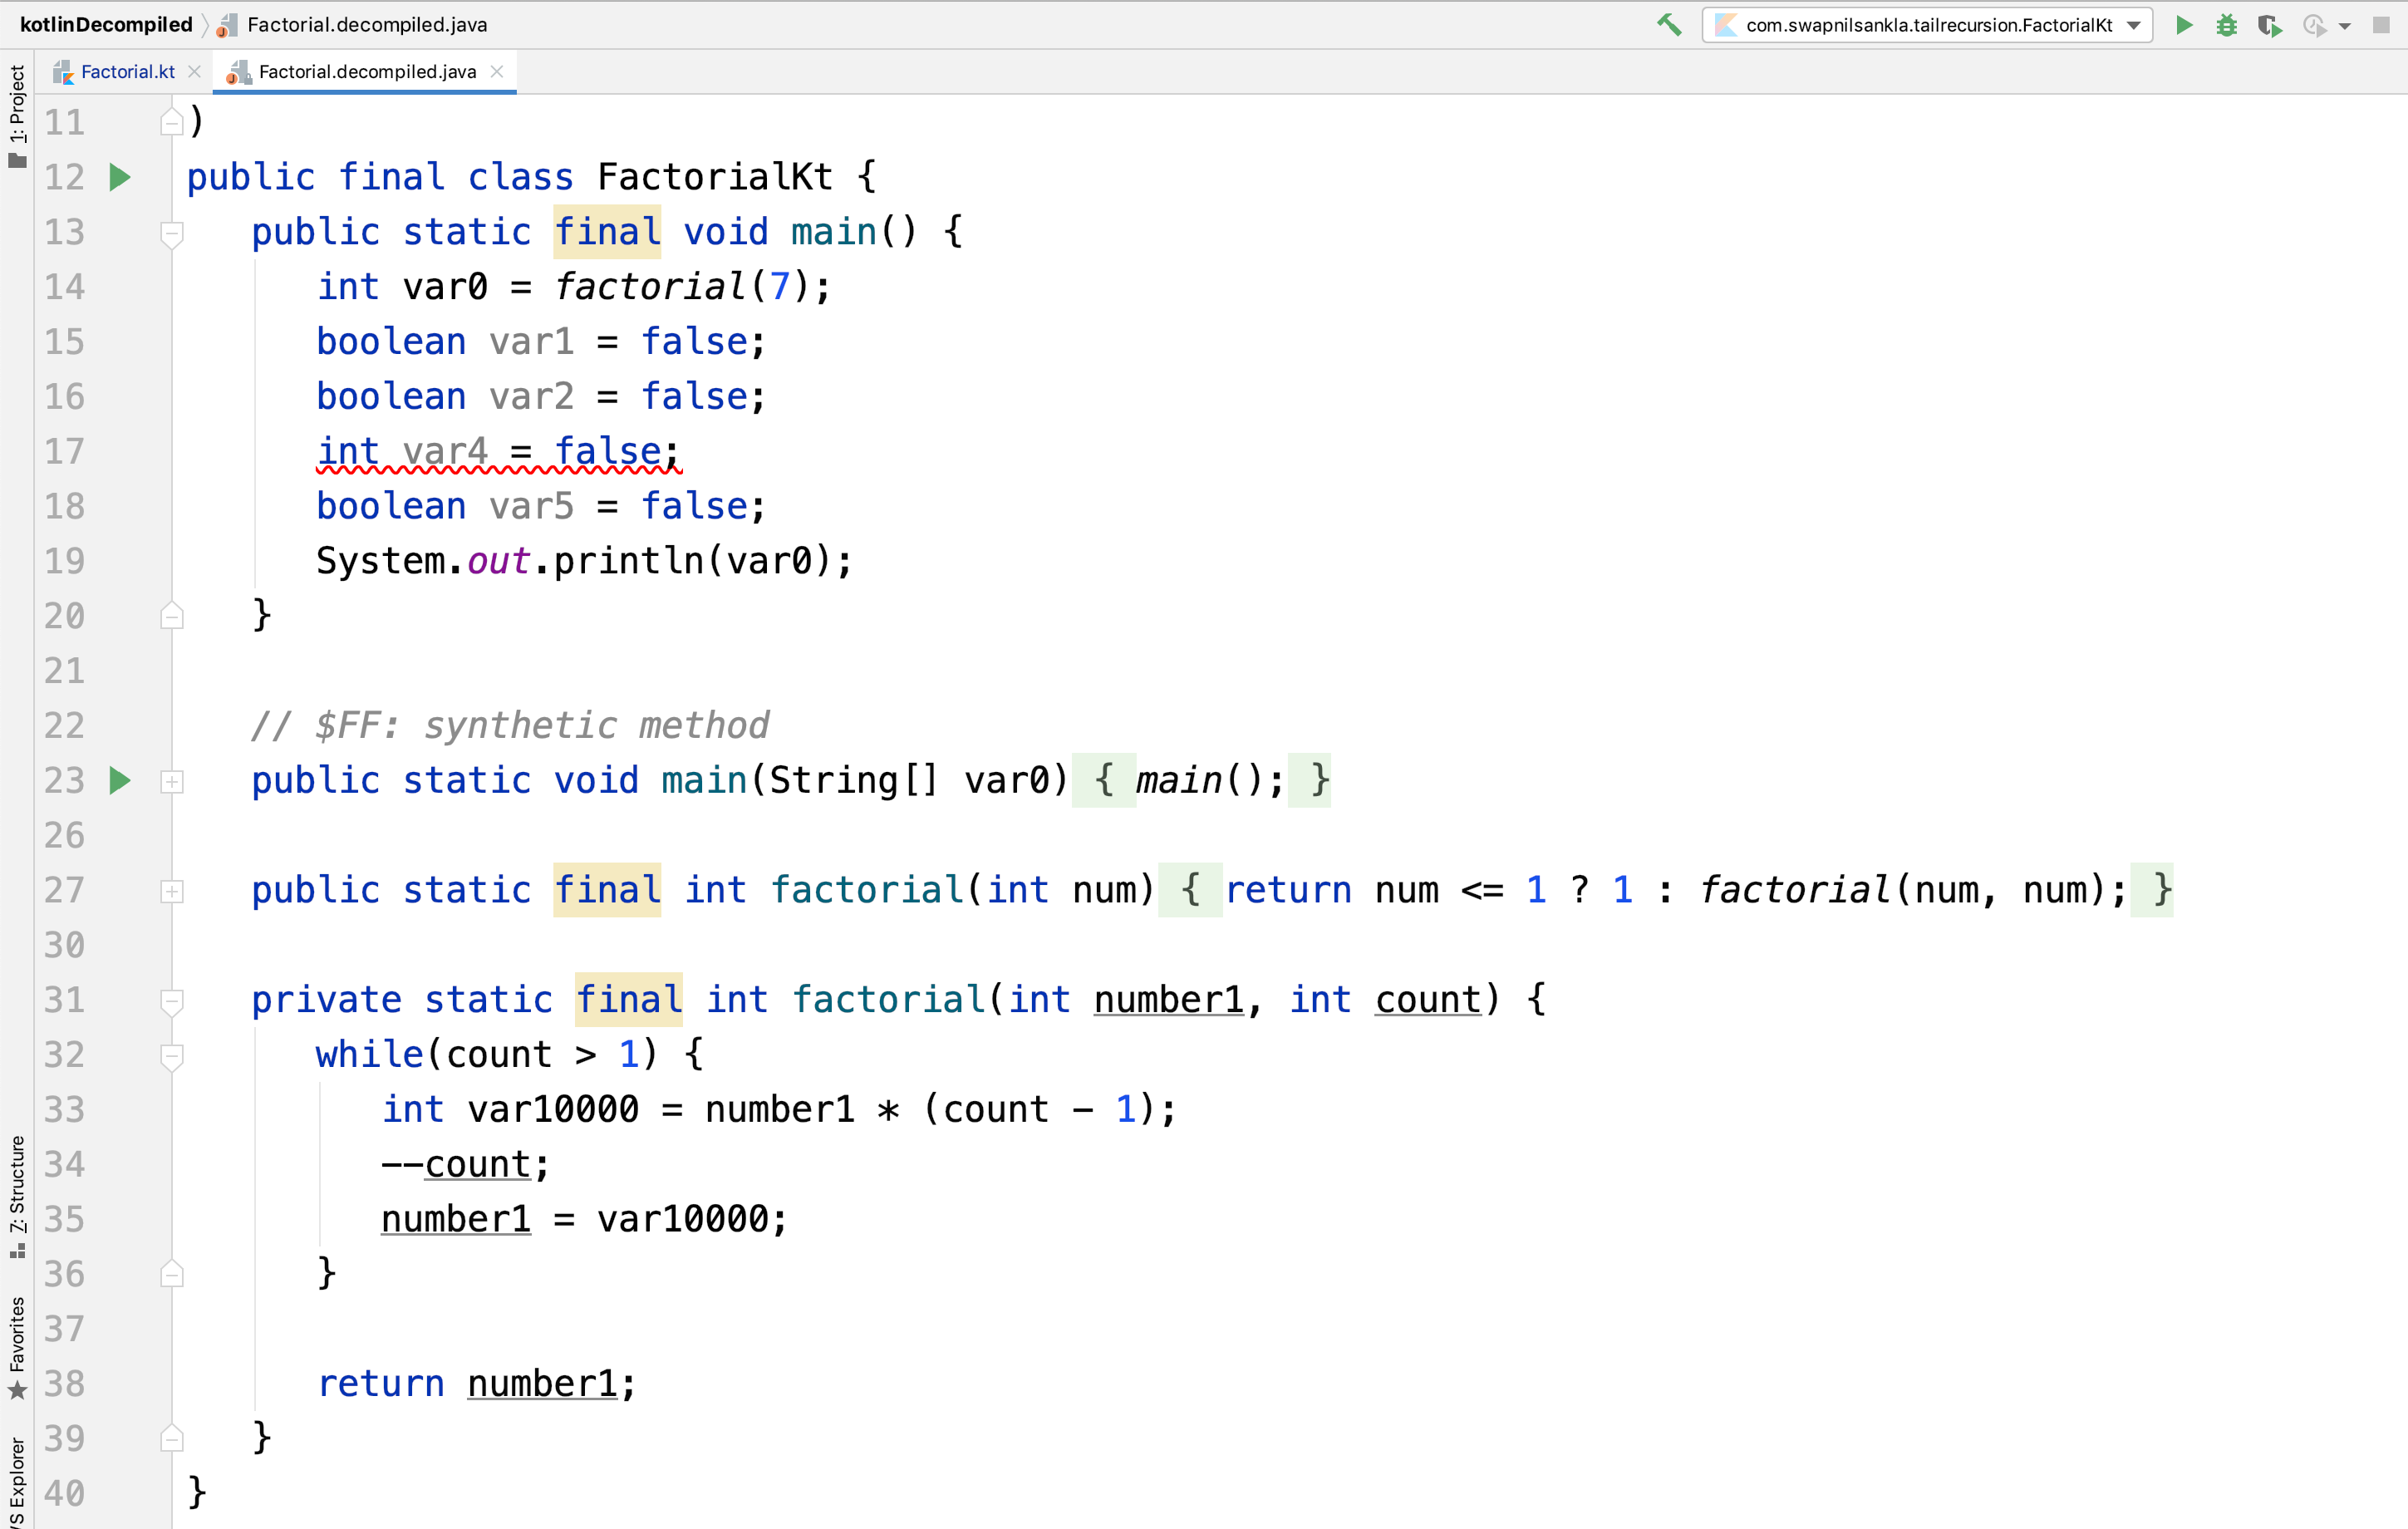 kotlinDecompiled Factorial.decompiled.java com.swapnilsankla.tailrecursion.FactorialKt
Factorial.kt Factorial.decompiled.java
1: Project
7: Structure
Favorites
VS Explorer
11 )
12 public final class FactorialKt {
13 public static final void main() {
14 int var0 = factorial(7);
15 boolean var1 = false;
16 boolean var2 = false;
17 int var4 = false;
18 boolean var5 = false;
19 System.out.println(var0);
20 }
21
22 // $FF: synthetic method
23 public static void main(String[] var0) { main(); }
26
27 public static final int factorial(int num) { return num <= 1 ? 1 : factorial(num, num); }
30
31 private static final int factorial(int number1, int count) {
32 while(count > 1) {
33 int var10000 = number1 * (count - 1);
34 --count;
35 number1 = var10000;
36 }
37
38 return number1;
39 }
40 }